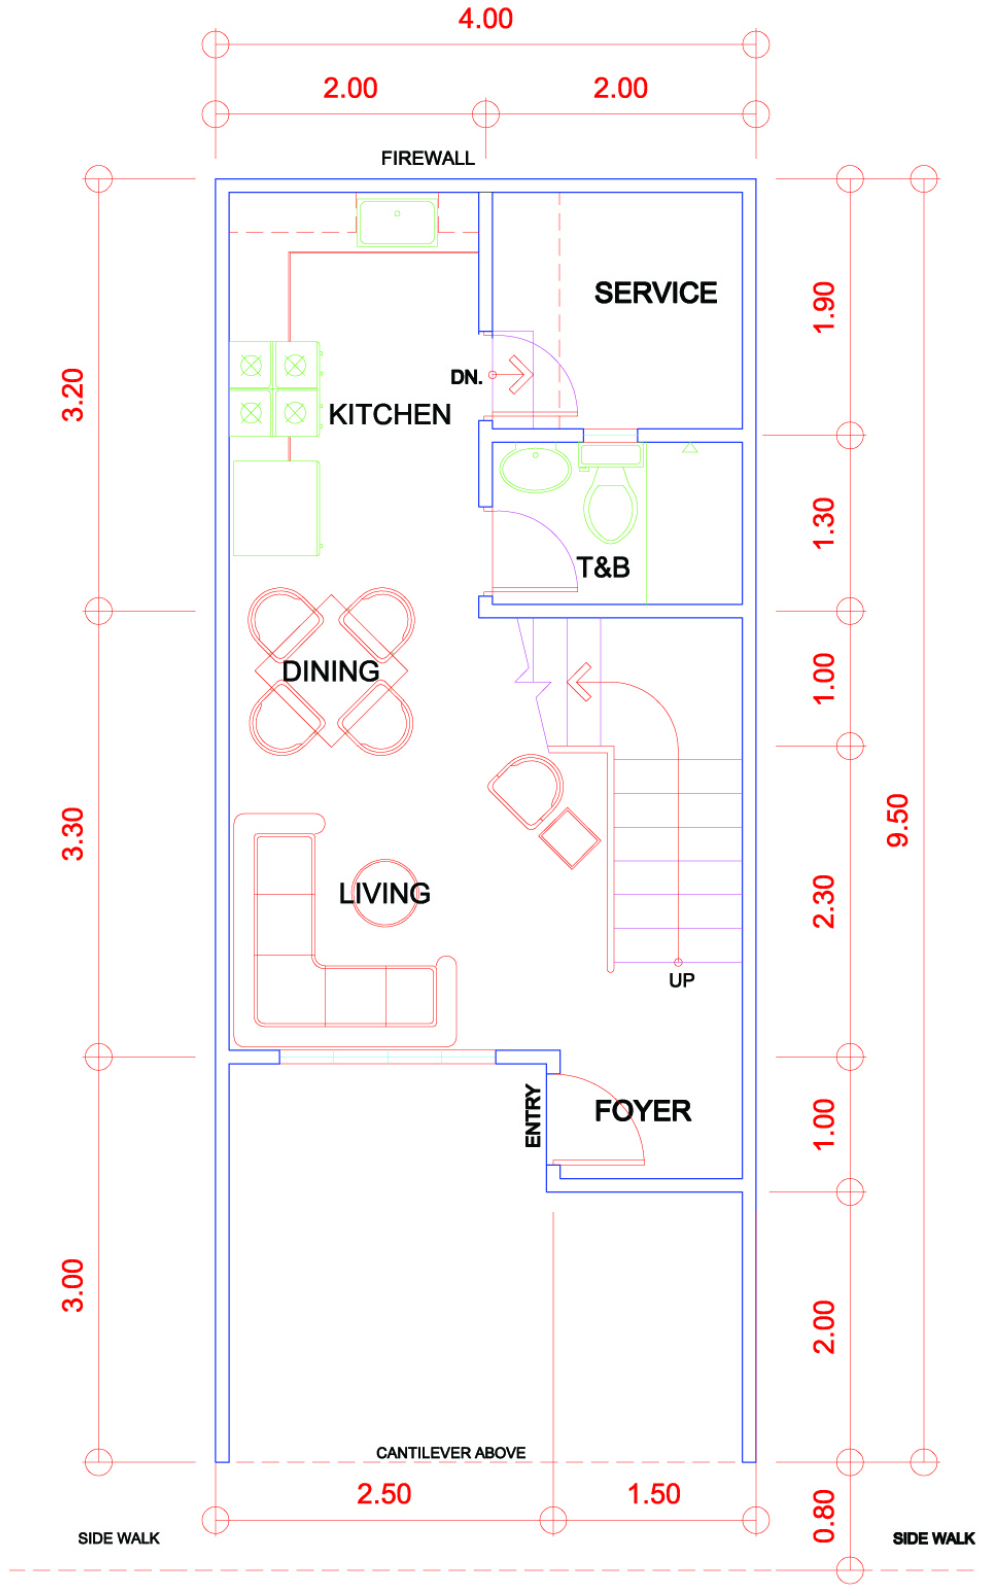 4.00
2.00 2.00
FIREWALL
SERVICE
1.90
3.20
DN.
KITCHEN
1.30
T&B
DINING
1.00
3.30
9.50
LIVING
2.30
UP
ENTRY
FOYER
1.00
3.00
2.00
CANTILEVER ABOVE
2.50 1.50
0.80
SIDE WALK SIDE WALK